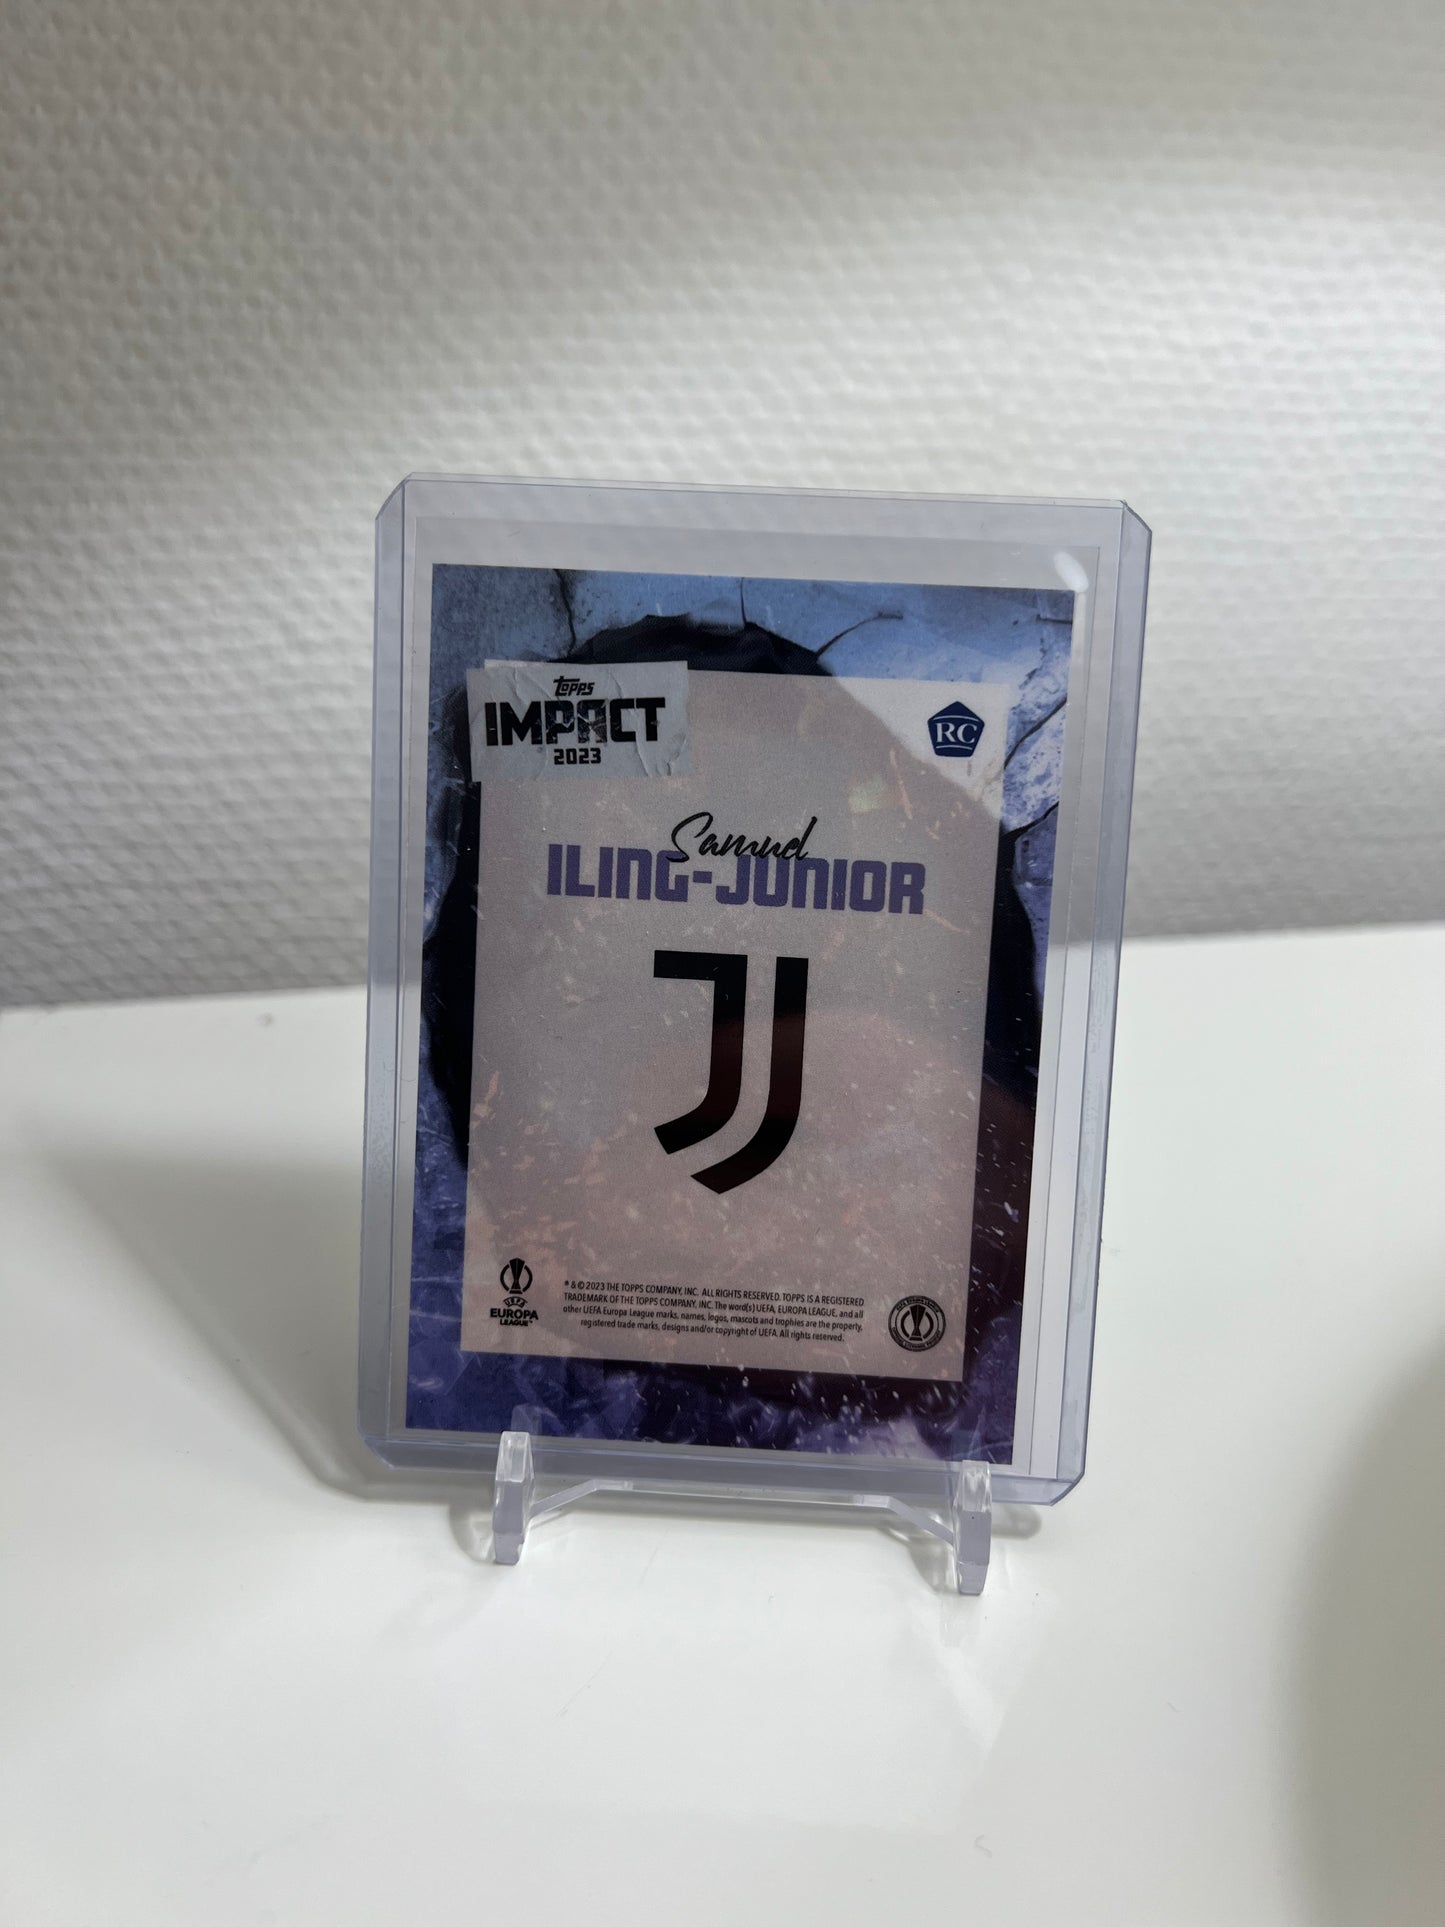 topps
IMPACT
2023
RC
Samuel
ILING-JUNIOR
UEFA
EUROPA
LEAGUE™
® & © 2023 THE TOPPS COMPANY, INC. ALL RIGHTS RESERVED. TOPPS IS A REGISTERED
TRADEMARK OF THE TOPPS COMPANY, INC. The word(s) UEFA, EUROPA LEAGUE, and all
other UEFA Europa League marks, names, logos, mascots and trophies are the property,
registered trade marks, designs and/or copyright of UEFA. All rights reserved.